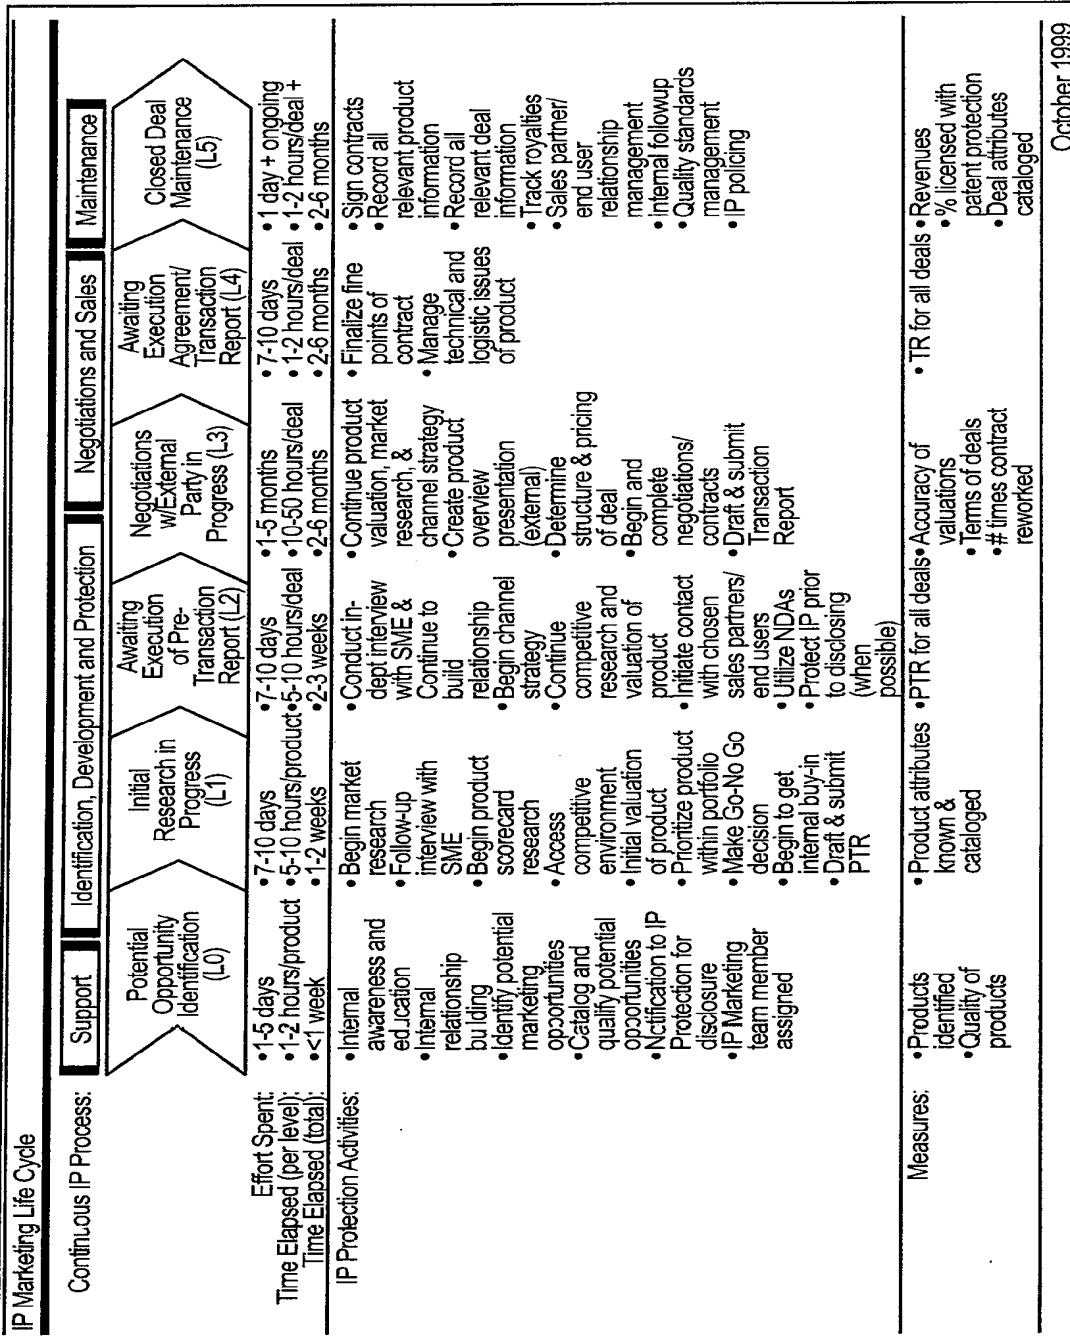 IP Marketing Life Cycle
Continuous IP Process:
Support
Identification, Development and Protection
Negotiations and Sales
Maintenance
Potential
Opportunity
Identification
(L0)
Initial
Research in
Progress
(L1)
Awaiting
Execution
of Pre-
Transaction
Report (L2)
Negotiations
w/External
Party in
Progress (L3)
Awaiting
Execution
Agreement/
Transaction
Report (L4)
Closed Deal
Maintenance
(L5)
Effort Spent:
•1-5 days
•7-10 days
•7-10 days
•1-5 months
•7-10 days
•1 day + ongoing
Time Elapsed (per level):
•1-2 hours/product
•5-10 hours/product
•5-10 hours/deal
•10-50 hours/deal
•1-2 hours/deal
•1-2 hours/deal +
Time Elapsed (total):
•<1 week
•1-2 weeks
•2-3 weeks
•2-6 months
•2-6 months
•2-6 months
IP Protection Activities:
•Internal
awareness and
education
•Internal
relationship
building
•Identify potential
marketing
opportunities
•Catalog and
qualify potential
opportunities
•Notification to IP
Protection for
disclosure
•IP Marketing
team member
assigned
•Begin market
research
•Follow-up
interview with
SME
•Begin product
scorecard
research
•Access
competitive
environment
•Initial valuation
of product
•Prioritize product
within portfolio
•Make Go-No Go
decision
•Begin to get
internal buy-in
•Draft & submit
PTR
•Conduct in-
dept interview
with SME &
Continue to
build
relationship
•Begin channel
strategy
•Continue
competitive
research and
valuation of
product
•Initiate contact
with chosen
sales partners/
end users
•Utilize NDAs
•Protect IP prior
to disclosing
(when
possible)
•Continue product
valuation, market
research, &
channel strategy
•Create product
overview
presentation
(external)
•Determine
structure & pricing
of deal
•Begin and
complete
negotiations/
contracts
•Draft & submit
Transaction
Report
•Finalize fine
points of
contract
•Manage
technical and
logistic issues
of product
•Sign contracts
•Record all
relevant product
information
•Record all
relevant deal
information
•Track royalties
•Sales partner/
end user
relationship
management
•internal followup
•Quality standards
management
•IP policing
Measures:
•Products
identified
•Quality of
products
•Product attributes
known &
cataloged
•PTR for all deals
•Accuracy of
valuations
•Terms of deals
•# times contract
reworked
•TR for all deals
•Revenues
•% licensed with
patent protection
•Deal attributes
cataloged
October 1999